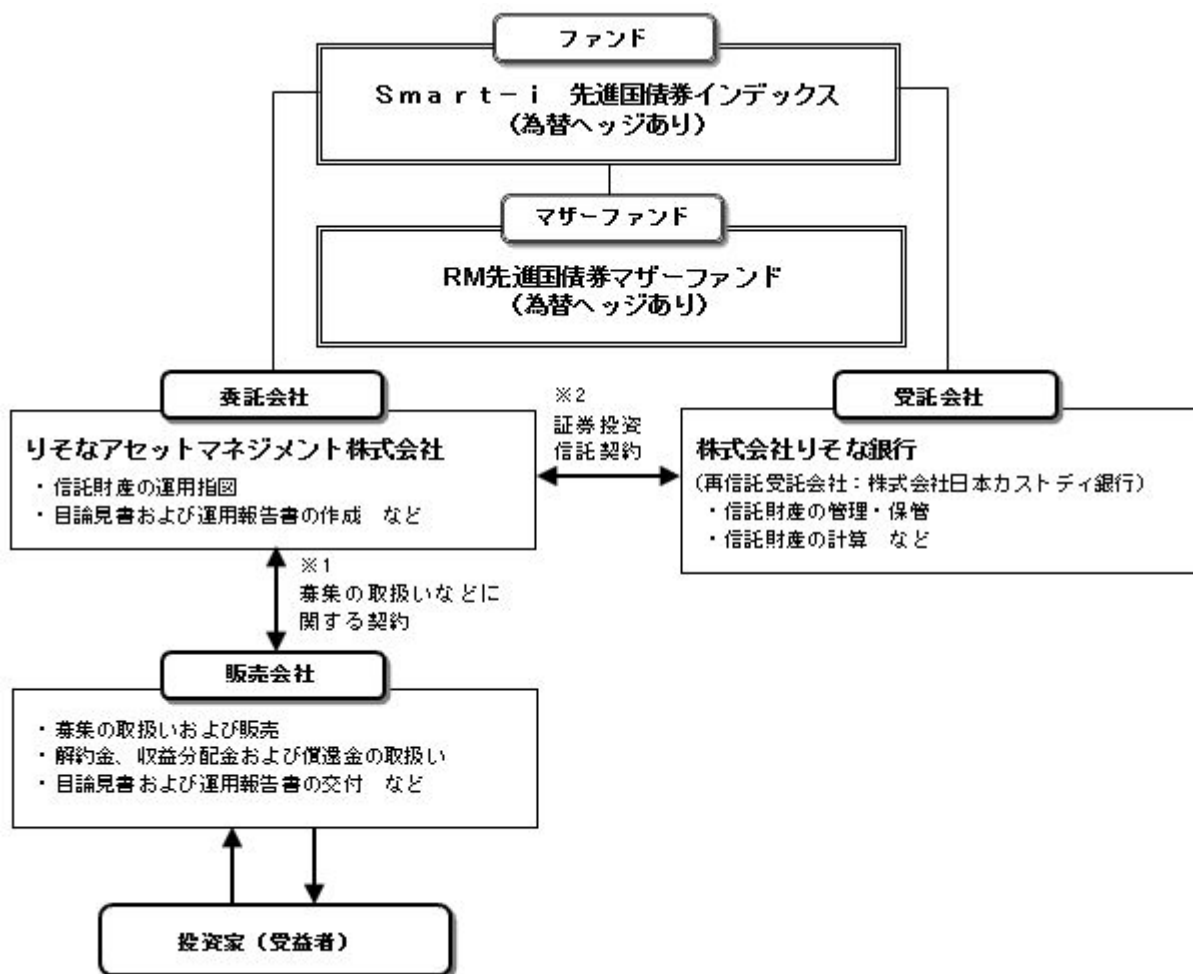 ファンド
Smart-i 先進国債券インデックス
(為替ヘッジあり)
マザーファンド
RM先進国債券マザーファンド
(為替ヘッジあり)
委託会社
りそなアセットマネジメント株式会社
・信託財産の運用指図
・目論見書および運用報告書の作成 など
※2
証券投資
信託契約
受託会社
株式会社りそな銀行
(再信託受託会社:株式会社日本カストディ銀行)
・信託財産の管理・保管
・信託財産の計算 など
※1
募集の取扱いなどに
関する契約
販売会社
・募集の取扱いおよび販売
・解約金、収益分配金および償還金の取扱い
・目論見書および運用報告書の交付 など
投資家(受益者)